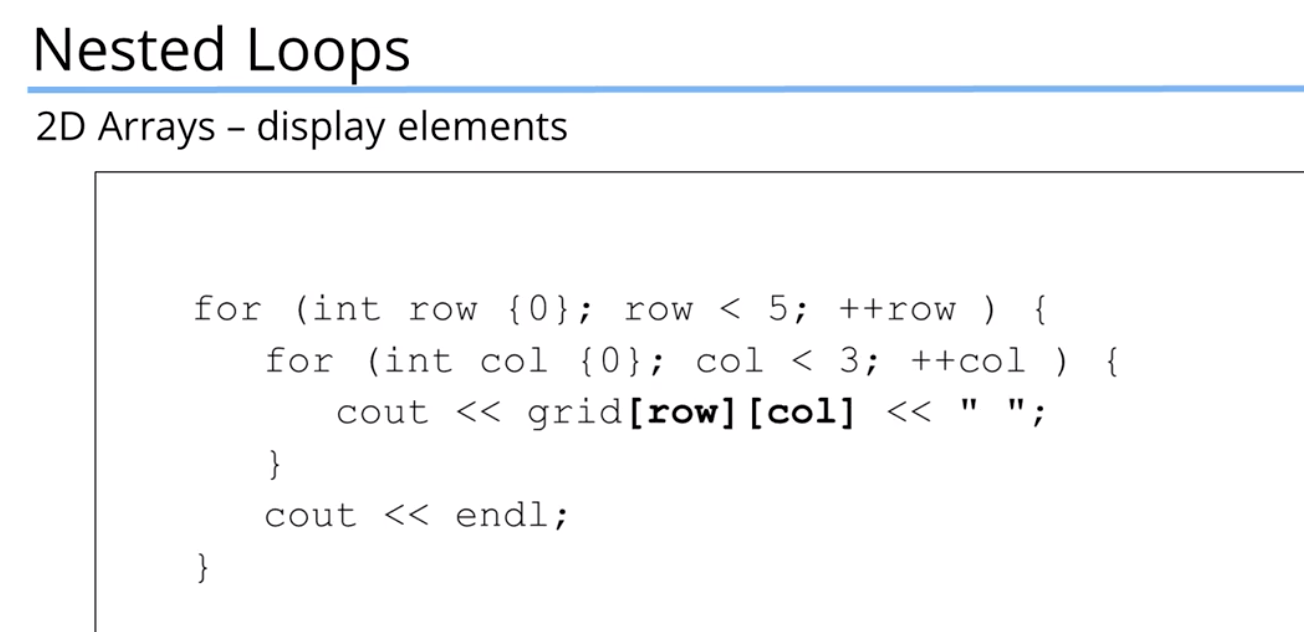 Nested Loops
2D Arrays – display elements
for (int row {0}; row < 5; ++row ) {
for (int col {0}; col < 3; ++col ) {
cout << grid[row][col] << " ";
}
cout << endl;
}